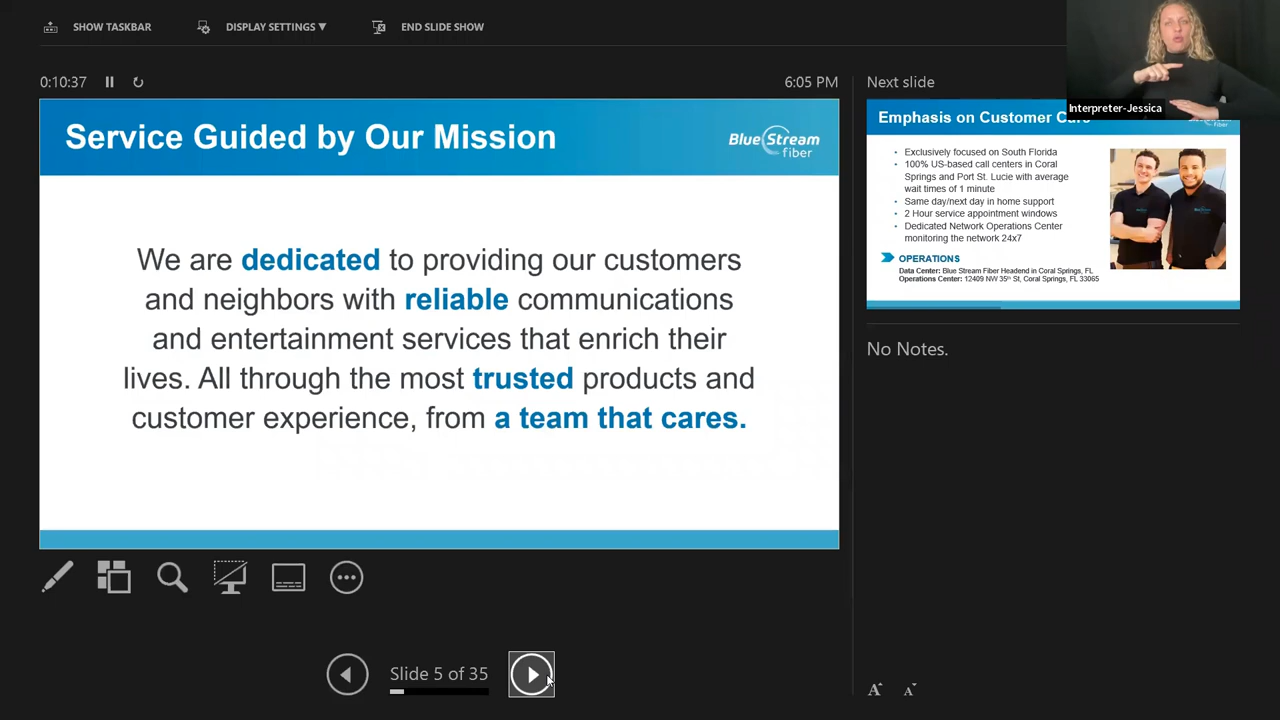 SHOW TASKBAR
DISPLAY SETTINGS ▼
END SLIDE SHOW
0:10:37
6:05 PM
Next slide
Interpreter-Jessica
Service Guided by Our Mission
BlueStream
fiber
We are dedicated to providing our customers
and neighbors with reliable communications
and entertainment services that enrich their
lives. All through the most trusted products and
customer experience, from a team that cares.
Emphasis on Customer Care
fiber
• Exclusively focused on South Florida
• 100% US-based call centers in Coral
Springs and Port St. Lucie with average
wait times of 1 minute
• Same day/next day in home support
• 2 Hour service appointment windows
• Dedicated Network Operations Center
monitoring the network 24x7
OPERATIONS
Data Center: Blue Stream Fiber Headend in Coral Springs, FL
Operations Center: 12409 NW 35th St, Coral Springs, FL 33065
No Notes.
Slide 5 of 35
A A